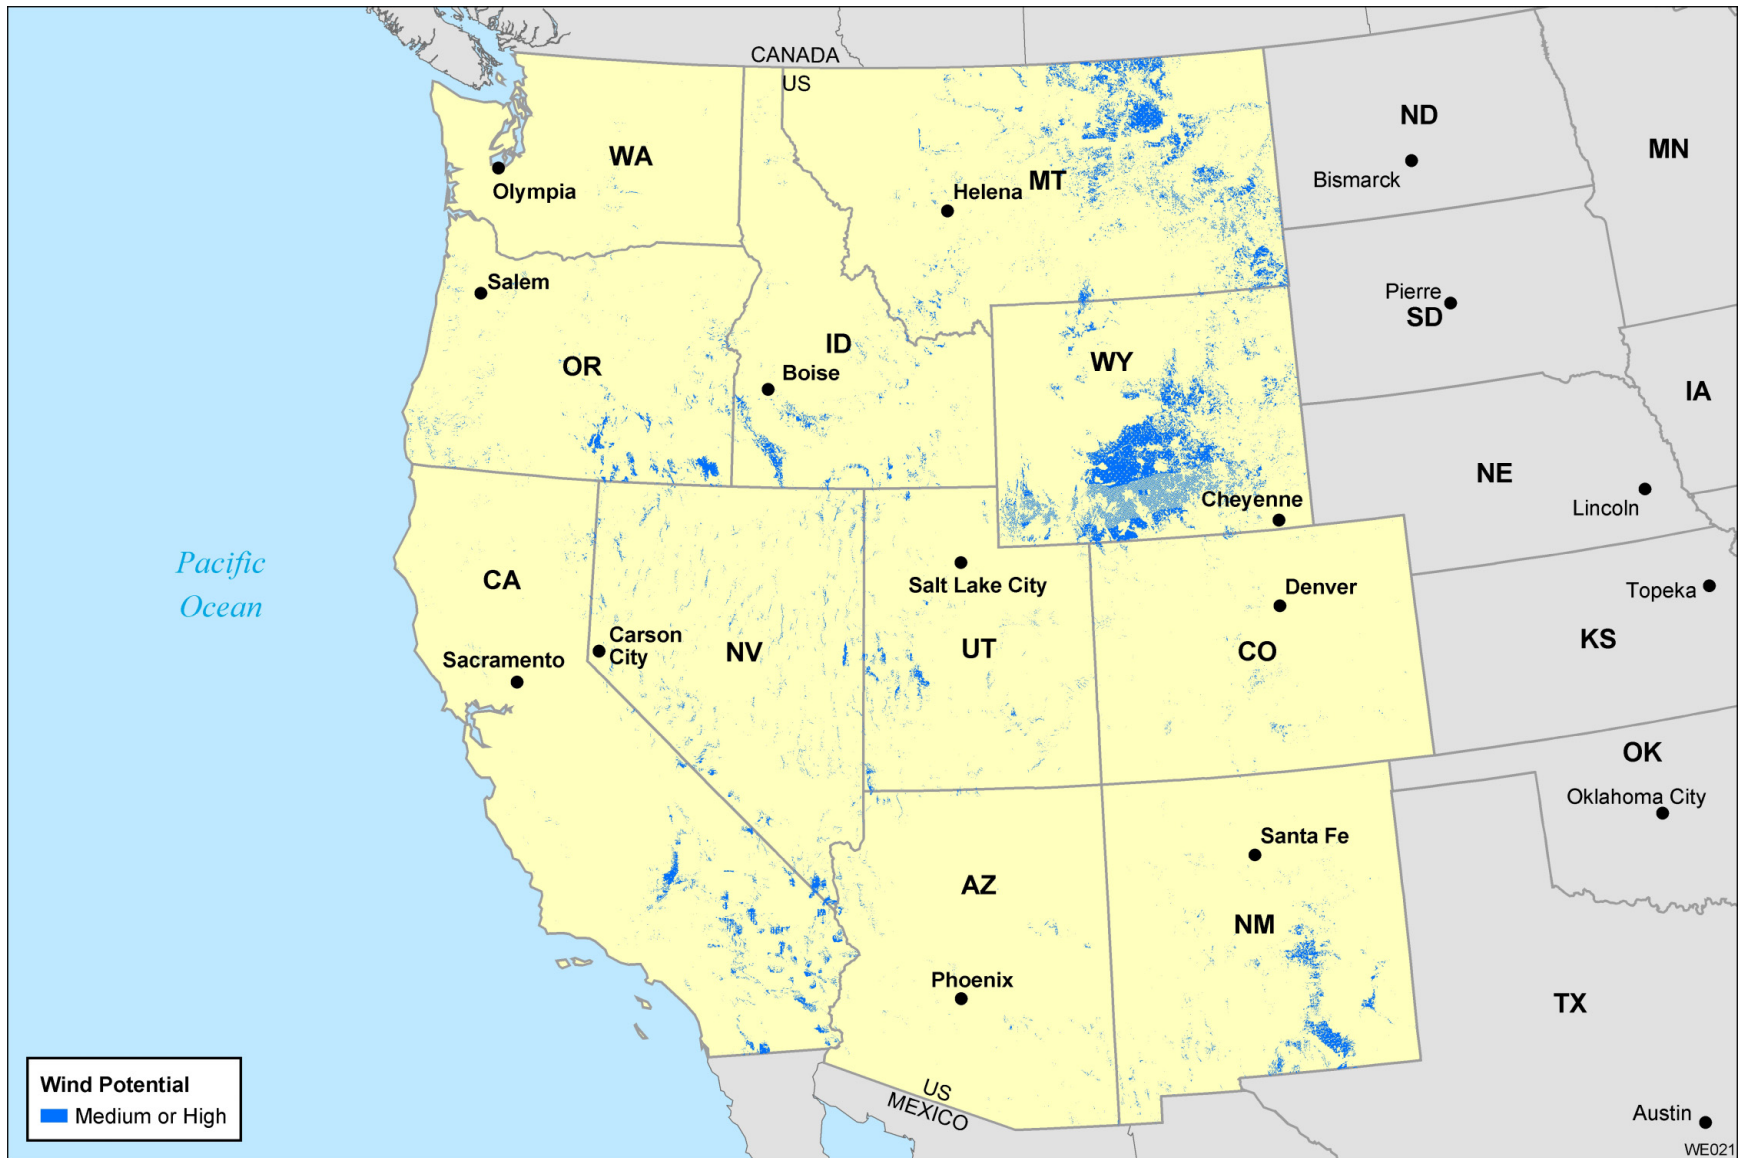 CANADA
US
ND
WA
MN
Bismarck
MT
Helena
Olympia
Salem
Pierre
SD
ID
WY
OR
Boise
IA
NE
Cheyenne
Lincoln
Pacific
Ocean
CA
Salt Lake City
Denver
Topeka
Carson
City
NV
UT
CO
KS
Sacramento
OK
Oklahoma City
Santa Fe
AZ
NM
Phoenix
TX
Wind Potential
Medium or High
US
MEXICO
Austin
WE021